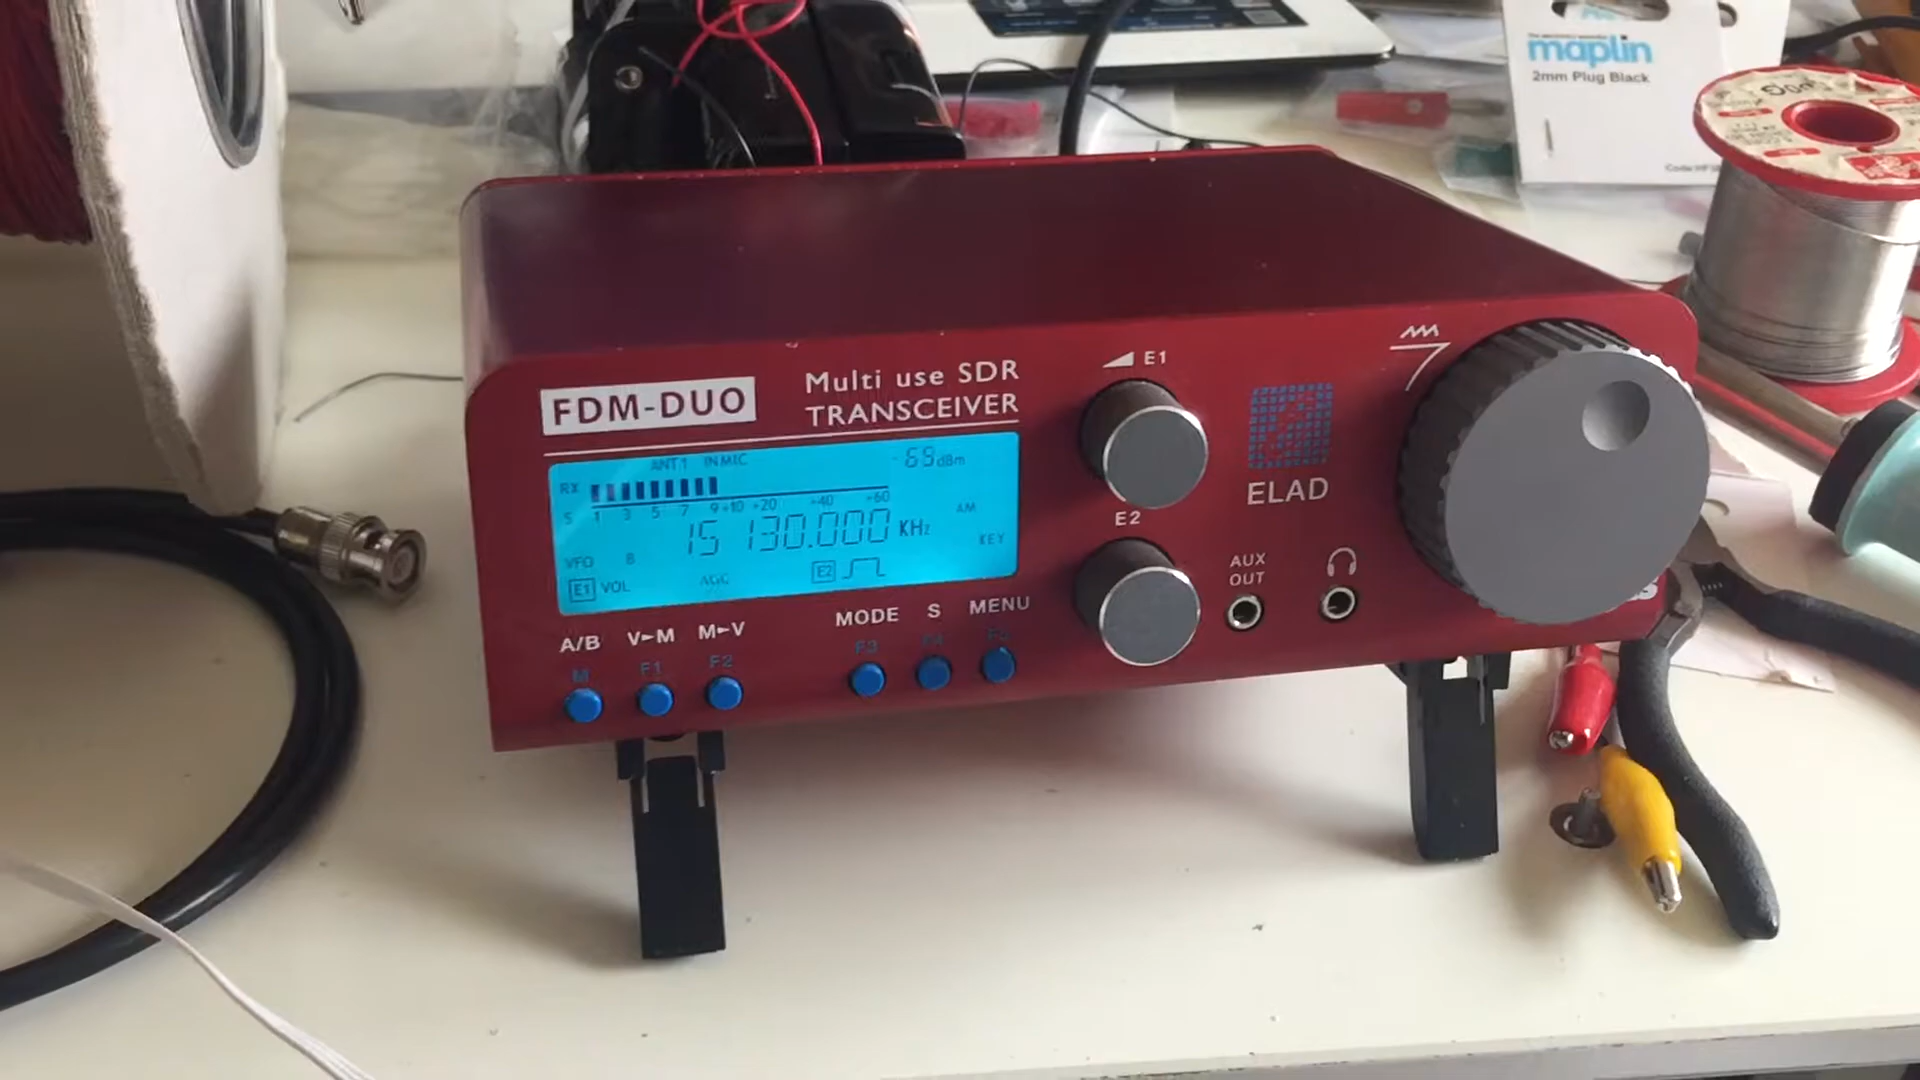 maplin
2mm Plug Black
FDM-DUO
Multi use SDR
TRANSCEIVER
E1
ANT1 IN MIC -69dBm
RX
S 1 3 5 7 9 +10 +20 +40 +60
AM
15 130.000 KHz
KEY
VFO B
E1 VOL AGC E2
ELAD
E2
AUX
OUT
A/B V►M M►V MODE S MENU
M F1 F2 F3 F4 F5